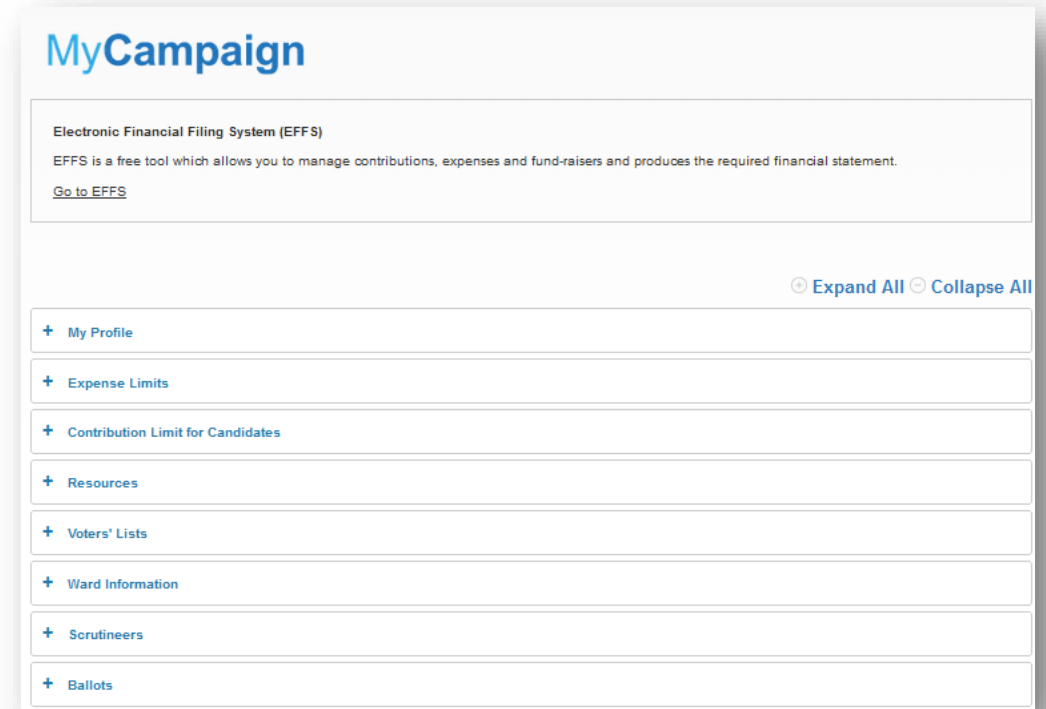 MyCampaign
Electronic Financial Filing System (EFFS)
EFFS is a free tool which allows you to manage contributions, expenses and fund-raisers and produces the required financial statement.
Go to EFFS
Expand All Collapse All
+ My Profile
+ Expense Limits
+ Contribution Limit for Candidates
+ Resources
+ Voters' Lists
+ Ward Information
+ Scrutineers
+ Ballots